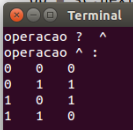 Terminal
operacao ? ^
operacao ^ :
0 0 0
0 1 1
1 0 1
1 1 0